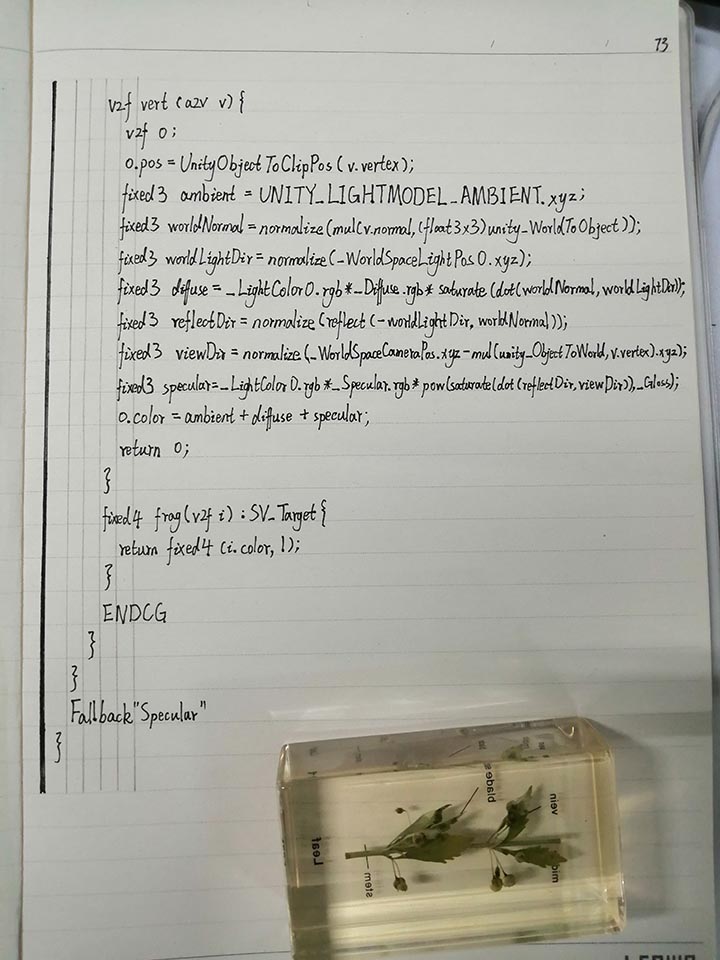 73
v2f vert (a2v v) {
v2f o;
o.pos = UnityObjectToClipPos (v.vertex);
fixed3 ambient = UNITY_LIGHTMODEL_AMBIENT.xyz;
fixed3 worldNormal = normalize (mul(v.normal, (float3x3)unity_WorldToObject));
fixed3 worldLightDir = normalize (_WorldSpaceLightPos0.xyz);
fixed3 diffuse = _LightColor0.rgb*_Diffuse.rgb* saturate (dot(worldNormal, worldLightDir));
fixed3 reflectDir = normalize (reflect (-worldLightDir, worldNormal));
fixed3 viewDir = normalize (_WorldSpaceCameraPos.xyz-mul(unity_ObjectToWorld, v.vertex).xyz);
fixed3 specular=_LightColor0.rgb*_Specular.rgb*pow(saturate(dot(reflectDir, viewDir)),_Gloss);
o.color = ambient + diffuse + specular;
return o;
}
fixed4 frag(v2f i) : SV_Target{
return fixed4 (i.color, 1);
}
ENDCG
}
}
Fallback"Specular"
}
Leaf
stem
blade
vein